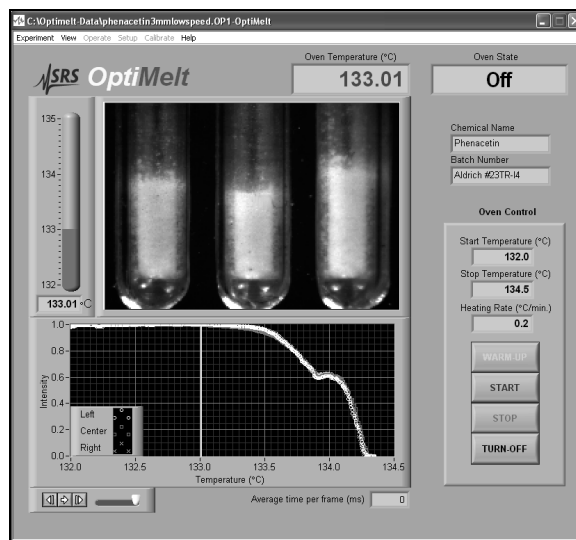 C:\Optimelt-Data\phenacetin3mmlowspeed.OP1-OptiMelt
Experiment View Operate Setup Calibrate Help
SRS OptiMelt
Oven Temperature (°C)
133.01
Oven State
Off
135
134
133
132
133.01 °C
Chemical Name
Phenacetin
Batch Number
Aldrich #23TR-I4
Oven Control
Start Temperature (°C)
132.0
Stop Temperature (°C)
134.5
Heating Rate (°C/min.)
0.2
WARM-UP
START
STOP
TURN-OFF
1.0
0.8
0.6
0.4
0.2
0.0
Intensity
Left
Center
Right
132.0 132.5 133.0 133.5 134.0 134.5
Temperature (°C)
Average time per frame (ms) 0